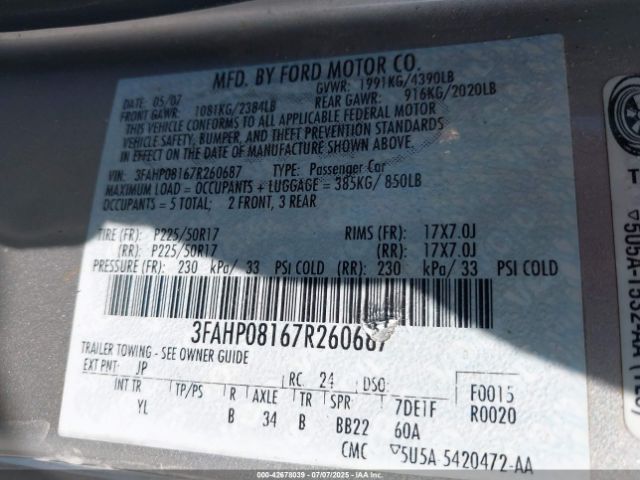 MFD. BY FORD MOTOR CO.
DATE: 05/07 GVWR: 1991KG/4390LB
FRONT GAWR: 1081KG/2384LB REAR GAWR: 916KG/2020LB
THIS VEHICLE CONFORMS TO ALL APPLICABLE FEDERAL MOTOR
VEHICLE SAFETY, BUMPER, AND THEFT PREVENTION STANDARDS
IN EFFECT ON THE DATE OF MANUFACTURE SHOWN ABOVE.
VIN: 3FAHP08167R260687 TYPE: Passenger Car
MAXIMUM LOAD = OCCUPANTS + LUGGAGE = 385KG/ 850LB
OCCUPANTS = 5 TOTAL: 2 FRONT, 3 REAR
TIRE (FR): P225/50R17 RIMS (FR): 17X7.0J
(RR): P225/50R17 (RR): 17X7.0J
PRESSURE (FR): 230 kPa/ 33 PSI COLD (RR): 230 kPa/ 33 PSI COLD
3FAHP08167R260687
TRAILER TOWING - SEE OWNER GUIDE
EXT PNT: JP RC: 24 DSO: F0015
INT TR TP/PS R AXLE TR SPR 7DE1F R0020
YL B 34 B BB22 60A
CMC ▽5U5A 5420472-AA
© 00-42678039 - 07/07/2025 - IAAI.COM